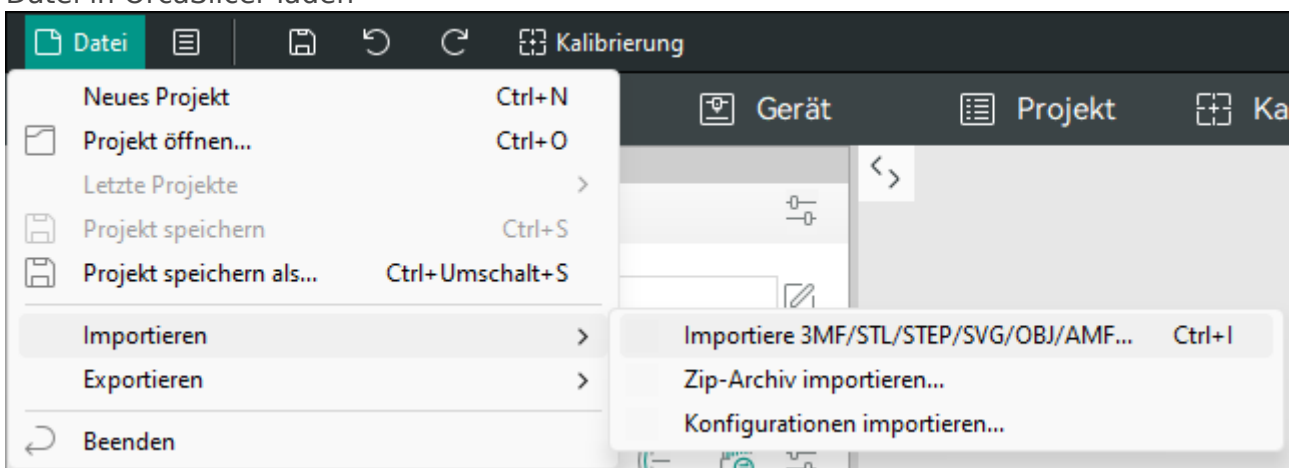 Datei in OrcaSlicer laden
Datei Kalibrierung
Gerät Projekt Ka
Neues Projekt Ctrl+N
Projekt öffnen... Ctrl+O
Letzte Projekte
Projekt speichern Ctrl+S
Projekt speichern als... Ctrl+Umschalt+S
Importieren
Exportieren
Beenden
Importiere 3MF/STL/STEP/SVG/OBJ/AMF... Ctrl+I
Zip-Archiv importieren...
Konfigurationen importieren...